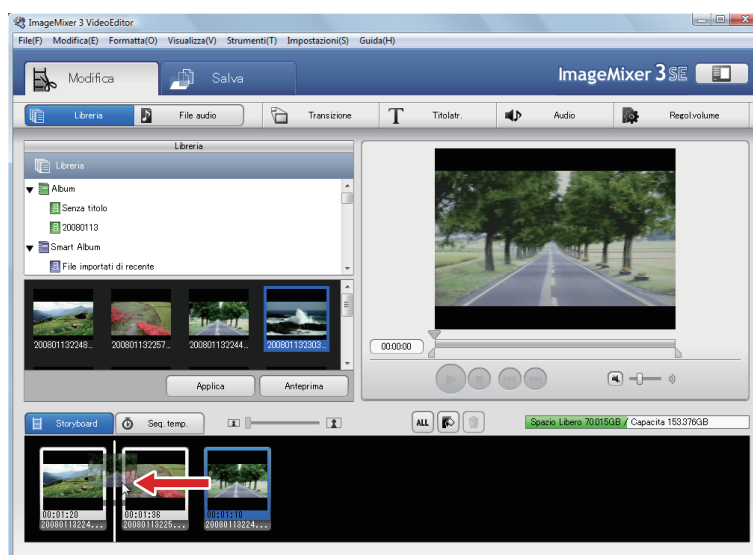 ImageMixer 3 VideoEditor
File(F) Modifica(E) Formatta(O) Visualizza(V) Strumenti(T) Impostazioni(S) Guida(H)
Modifica
Salva
ImageMixer 3 SE
Libreria
File audio
Transizione
T
Titolatr.
Audio
Regol.volume
Libreria
Libreria
Album
Senza titolo
20080113
Smart Album
File importati di recente
200801132248...
200801132257...
200801132244...
200801132303...
Applica
Anteprima
00:00:00
Storyboard
Seq. temp.
ALL
Spazio Libero 70.015GB / Capacita 153.376GB
00:01:20
00:01:36
00:01:10
20080113224...
20080113225...
20080113224...